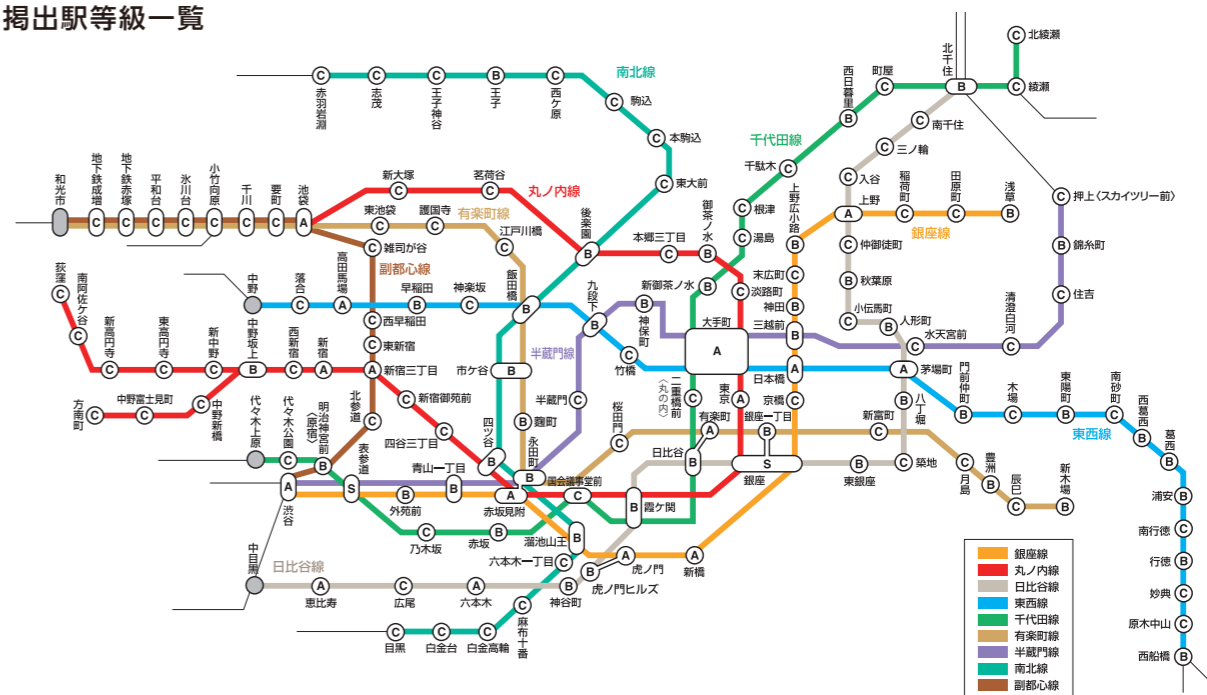 掲出駅等級一覧
南北線
C
赤羽岩淵
C
志茂
C
王子神谷
B
王子
C
西ケ原
C
駒込
C
本駒込
C
東大前
千代田線
C
北綾瀬
C
綾瀬
B
北千住
C
町屋
B
西日暮里
C
千駄木
C
根津
C
湯島
B
新御茶ノ水
C
南千住
C
三ノ輪
C
入谷
A
上野
C
稲荷町
C
田原町
B
浅草
銀座線
B
上野広小路
C
末広町
B
神田
B
三越前
A
日本橋
C
京橋
C
仲御徒町
B
秋葉原
C
小伝馬町
B
人形町
C
押上〈スカイツリー前〉
B
錦糸町
C
住吉
C
清澄白河
C
水天宮前
和光市
C
地下鉄成増
C
地下鉄赤塚
C
平和台
C
氷川台
C
小竹向原
C
千川
C
要町
A
池袋
C
新大塚
C
茗荷谷
丸ノ内線
C
東池袋
C
護国寺
有楽町線
C
江戸川橋
B
後楽園
C
本郷三丁目
B
御茶ノ水
C
淡路町
C
雑司が谷
副都心線
C
西早稲田
C
東新宿
A
新宿三丁目
C
北参道
中野
C
落合
A
高田馬場
B
早稲田
C
神楽坂
B
飯田橋
B
九段下
B
神保町
C
竹橋
A
大手町
半蔵門線
C
半蔵門
B
市ケ谷
C
荻窪
C
南阿佐ケ谷
C
新高円寺
C
東高円寺
C
新中野
B
中野坂上
C
西新宿
A
新宿
C
方南町
C
中野富士見町
C
中野新橋
C
新宿御苑前
C
四谷三丁目
B
四ツ谷
B
麴町
B
永田町
C
桜田門
A
有楽町
B
銀座一丁目
C
新富町
C
月島
B
豊洲
C
辰巳
B
新木場
C
二重橋前
〈丸の内〉
A
東京
A
茅場町
B
八丁堀
C
築地
B
東銀座
S
銀座
B
日比谷
B
霞ケ関
B
門前仲町
C
木場
B
東陽町
C
南砂町
東西線
B
西葛西
B
葛西
B
浦安
C
南行徳
B
行徳
C
妙典
C
原木中山
B
西船橋
代々木上原
C
代々木公園
B
明治神宮前
〈原宿〉
S
表参道
A
渋谷
B
外苑前
B
青山一丁目
A
赤坂見附
C
国会議事堂前
C
乃木坂
B
赤坂
B
溜池山王
C
六本木一丁目
A
虎ノ門
B
虎ノ門ヒルズ
A
新橋
中目黒
日比谷線
A
恵比寿
C
広尾
A
六本木
B
神谷町
C
麻布十番
C
目黒
C
白金台
C
白金高輪
銀座線
丸ノ内線
日比谷線
東西線
千代田線
有楽町線
半蔵門線
南北線
副都心線